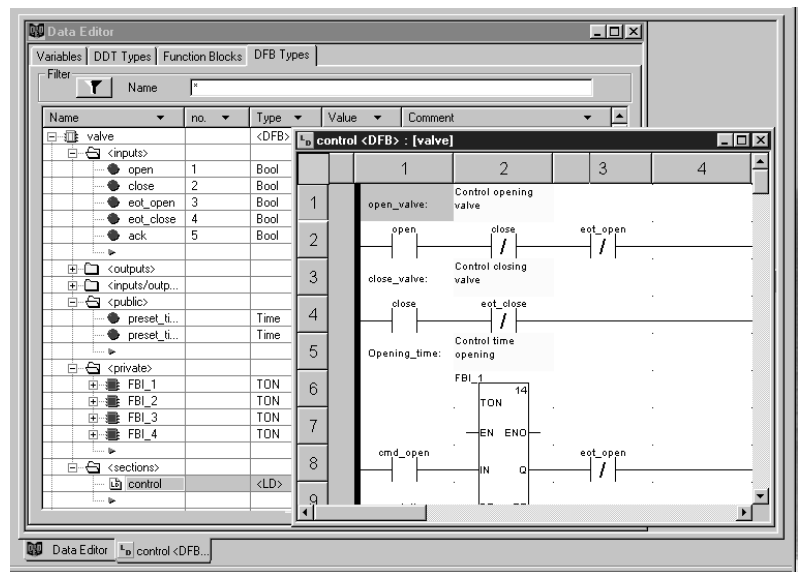 Data Editor
Variables DDT Types Function Blocks DFB Types
Filter
Name *
Name no. Type Value Comment
valve <DFB>
<inputs>
open 1 Bool
close 2 Bool
eot_open 3 Bool
eot_close 4 Bool
ack 5 Bool
<outputs>
<inputs/outp...
<public>
preset_ti... Time
preset_ti... Time
<private>
FBI_1 TON
FBI_2 TON
FBI_3 TON
FBI_4 TON
<sections>
control <LD>
control <DFB> : [valve]
1 2 3 4
1 open_valve: Control opening
valve
2 open close eot_open
3 close_valve: Control closing
valve
4 close eot_close
5 Opening_time: Control time
opening
FBI_1
6 14
TON
7 EN ENO
8 cmd_open IN Q eot_open
9
Data Editor control <DFB...